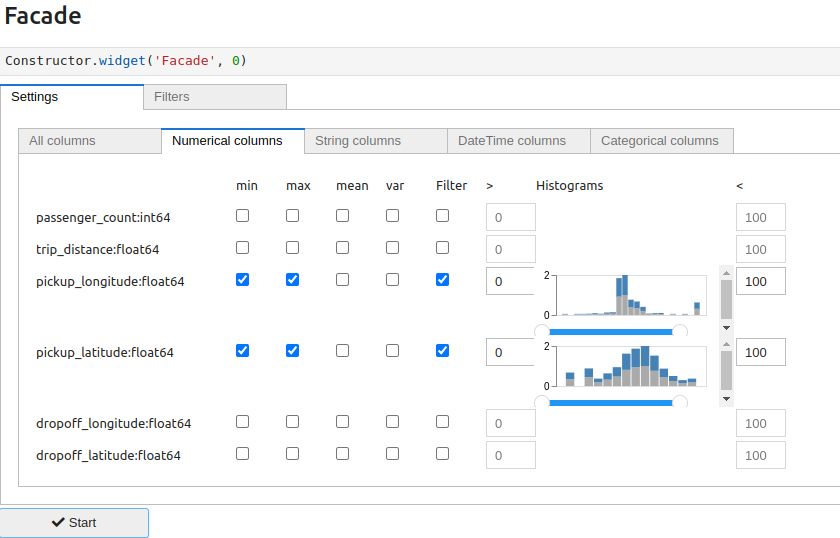 Facade
Constructor.widget('Facade', 0)
Settings Filters
All columns Numerical columns String columns DateTime columns Categorical columns
min max mean var Filter > Histograms <
passenger_count:int64 0 100
trip_distance:float64 0 100
pickup_longitude:float64 0 2 0 100
pickup_latitude:float64 0 2 0 100
dropoff_longitude:float64 0 100
dropoff_latitude:float64 0 100
Start